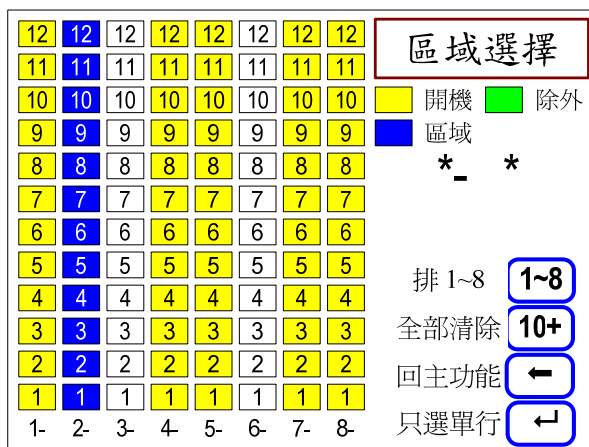 12 12 12 12 12 12 12 12
11 11 11 11 11 11 11 11
10 10 10 10 10 10 10 10
9 9 9 9 9 9 9 9
8 8 8 8 8 8 8 8
7 7 7 7 7 7 7 7
6 6 6 6 6 6 6 6
5 5 5 5 5 5 5 5
4 4 4 4 4 4 4 4
3 3 3 3 3 3 3 3
2 2 2 2 2 2 2 2
1 1 1 1 1 1 1 1
1- 2- 3- 4- 5- 6- 7- 8-
區域選擇
開機 除外
區域
*- *
排 1~8 1~8
全部清除 10+
回主功能 ←
只選單行 ↵